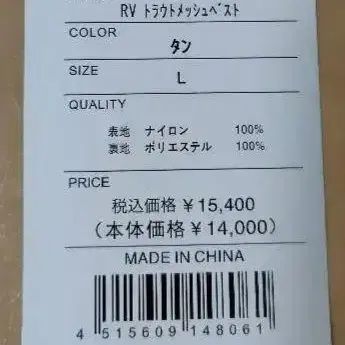 RV ﾄﾗｳﾄﾒｯｼｭﾍﾞｽﾄ
COLOR
タン
SIZE
L
QUALITY
表地 ナイロン 100%
裏地 ポリエステル 100%
PRICE
税込価格 ¥15,400
（本体価格 ¥14,000）
MADE IN CHINA
4 515609 148061